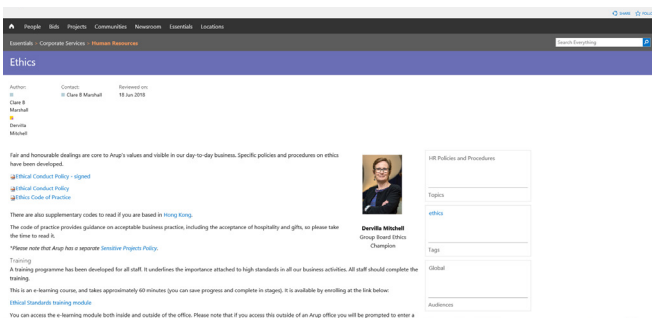 SHARE FOLLO
People Bids Projects Communities Newsroom Essentials Locations
Essentials Corporate Services Human Resources
Search Everything
Ethics
Author: Contact: Reviewed on:
Clare B Marshall 18 Jun 2018
Clare B
Marshall
Dervilla
Mitchell
Fair and honourable dealings are core to Arup's values and visible in our day-to-day business. Specific policies and procedures on ethics
have been developed.
Ethical Conduct Policy - signed
Ethical Conduct Policy
Ethics Code of Practice
There are also supplementary codes to read if you are based in Hong Kong.
The code of practice provides guidance on acceptable business practice, including the acceptance of hospitality and gifts, so please take
the time to read it.
*Please note that Arup has a separate Sensitive Projects Policy.
Dervilla Mitchell
Group Board Ethics
Champion
Training
A training programme has been developed for all staff. It underlines the importance attached to high standards in all our business activities. All staff should complete the
training.
This is an e-learning course, and takes approximately 60 minutes (you can save progress and complete in stages). It is available by enrolling at the link below:
Ethical Standards training module
You can access the e-learning module both inside and outside of the office. Please note that if you access this outside of an Arup office you will be prompted to enter a
HR Policies and Procedures
Topics
ethics
Tags
Global
Audiences